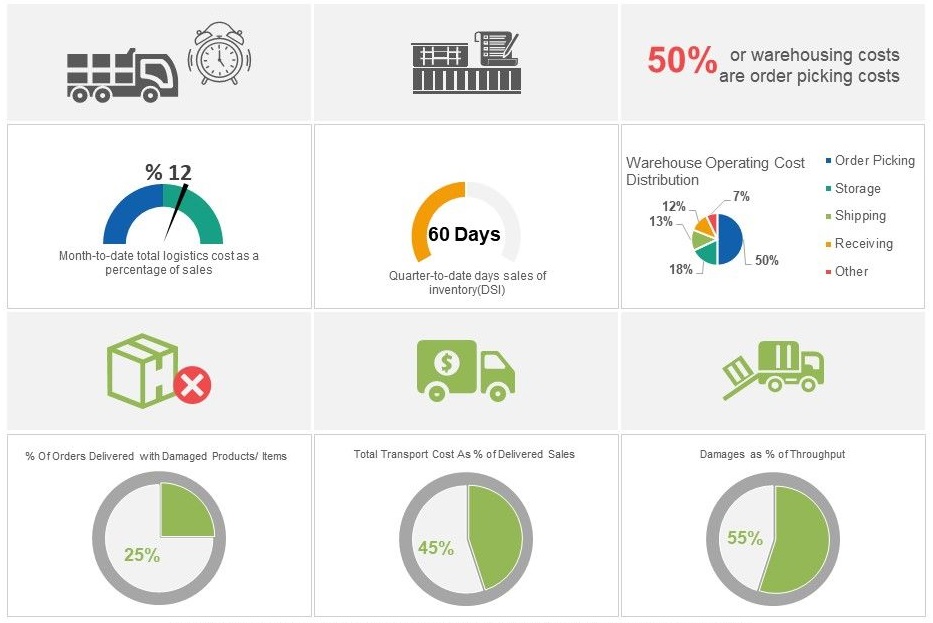 50% or warehousing costs
are order picking costs
% 12
Month-to-date total logistics cost as a
percentage of sales
60 Days
Quarter-to-date days sales of
inventory(DSI)
Warehouse Operating Cost
Distribution
7%
12%
13%
18%
50%
Order Picking
Storage
Shipping
Receiving
Other
$
% Of Orders Delivered with Damaged Products/ Items
25%
Total Transport Cost As % of Delivered Sales
45%
Damages as % of Throughput
55%